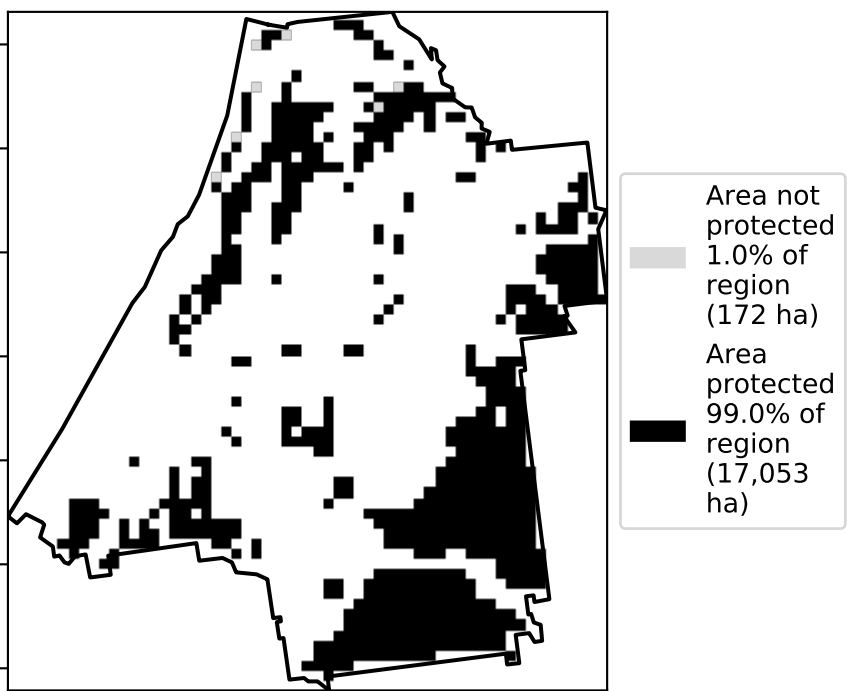 Area not
protected
1.0% of
region
(172 ha)
Area
protected
99.0% of
region
(17,053
ha)